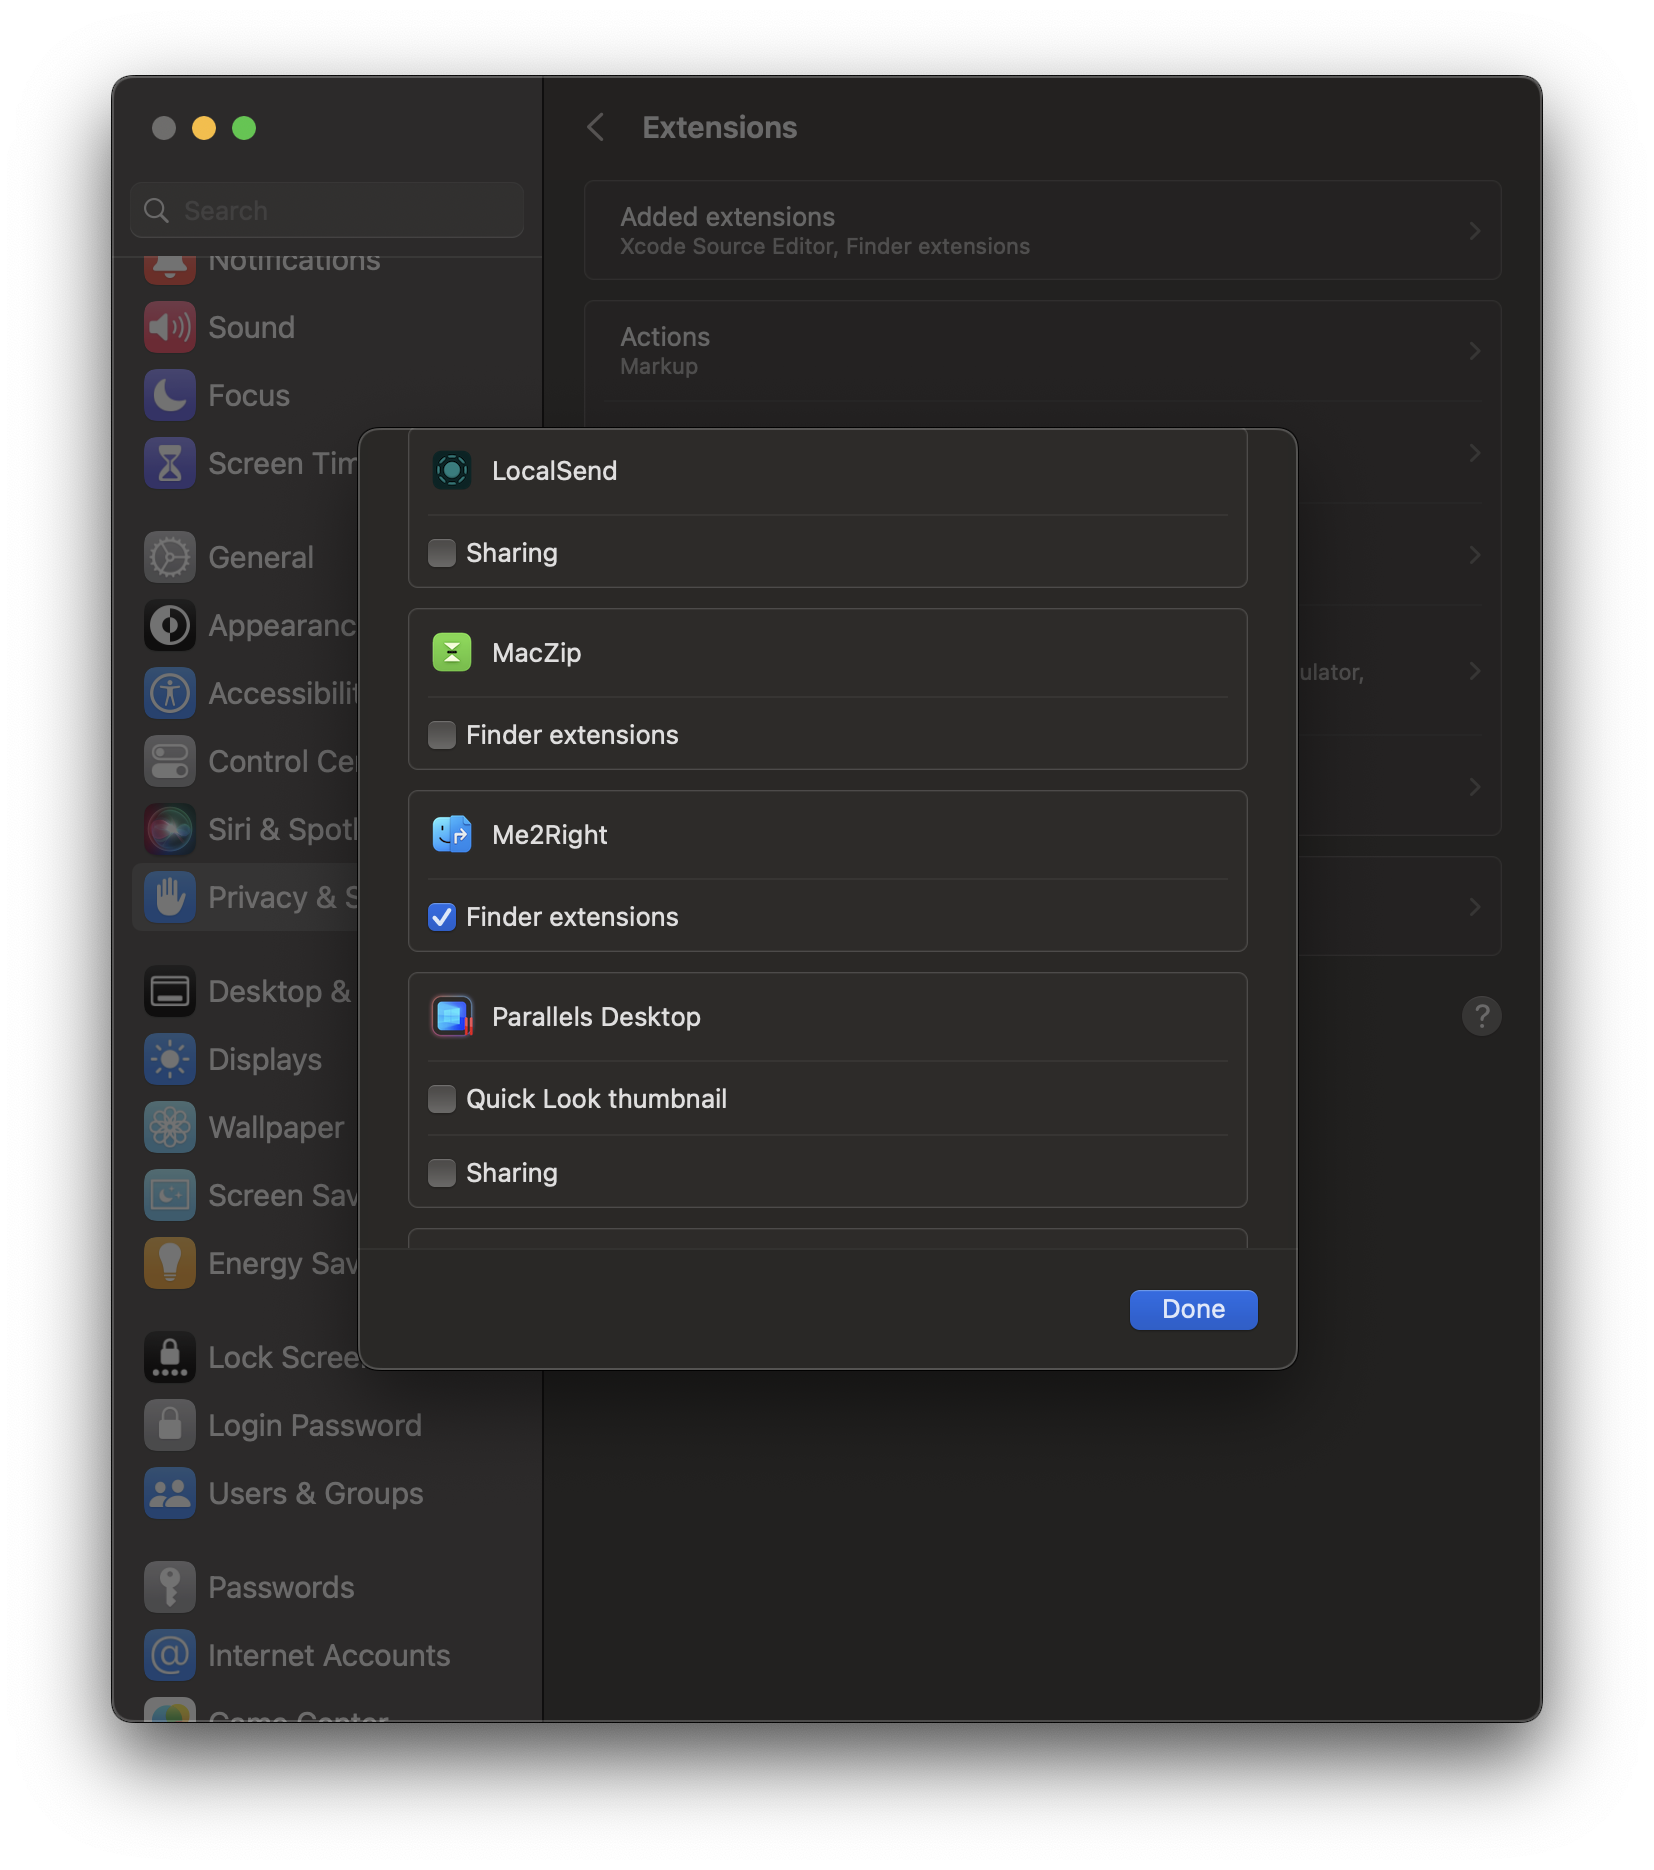 Search
Notifications
Sound
Focus
Screen Tim
General
Appearanc
Accessibilit
Control Ce
Siri & Spotl
Privacy & S
Desktop &
Displays
Wallpaper
Screen Sav
Energy Sav
Lock Scree
Login Password
Users & Groups
Passwords
Internet Accounts
Game Center
Extensions
Added extensions
Xcode Source Editor, Finder extensions
Actions
Markup
ulator,
?
LocalSend
Sharing
MacZip
Finder extensions
Me2Right
Finder extensions
Parallels Desktop
Quick Look thumbnail
Sharing
Done